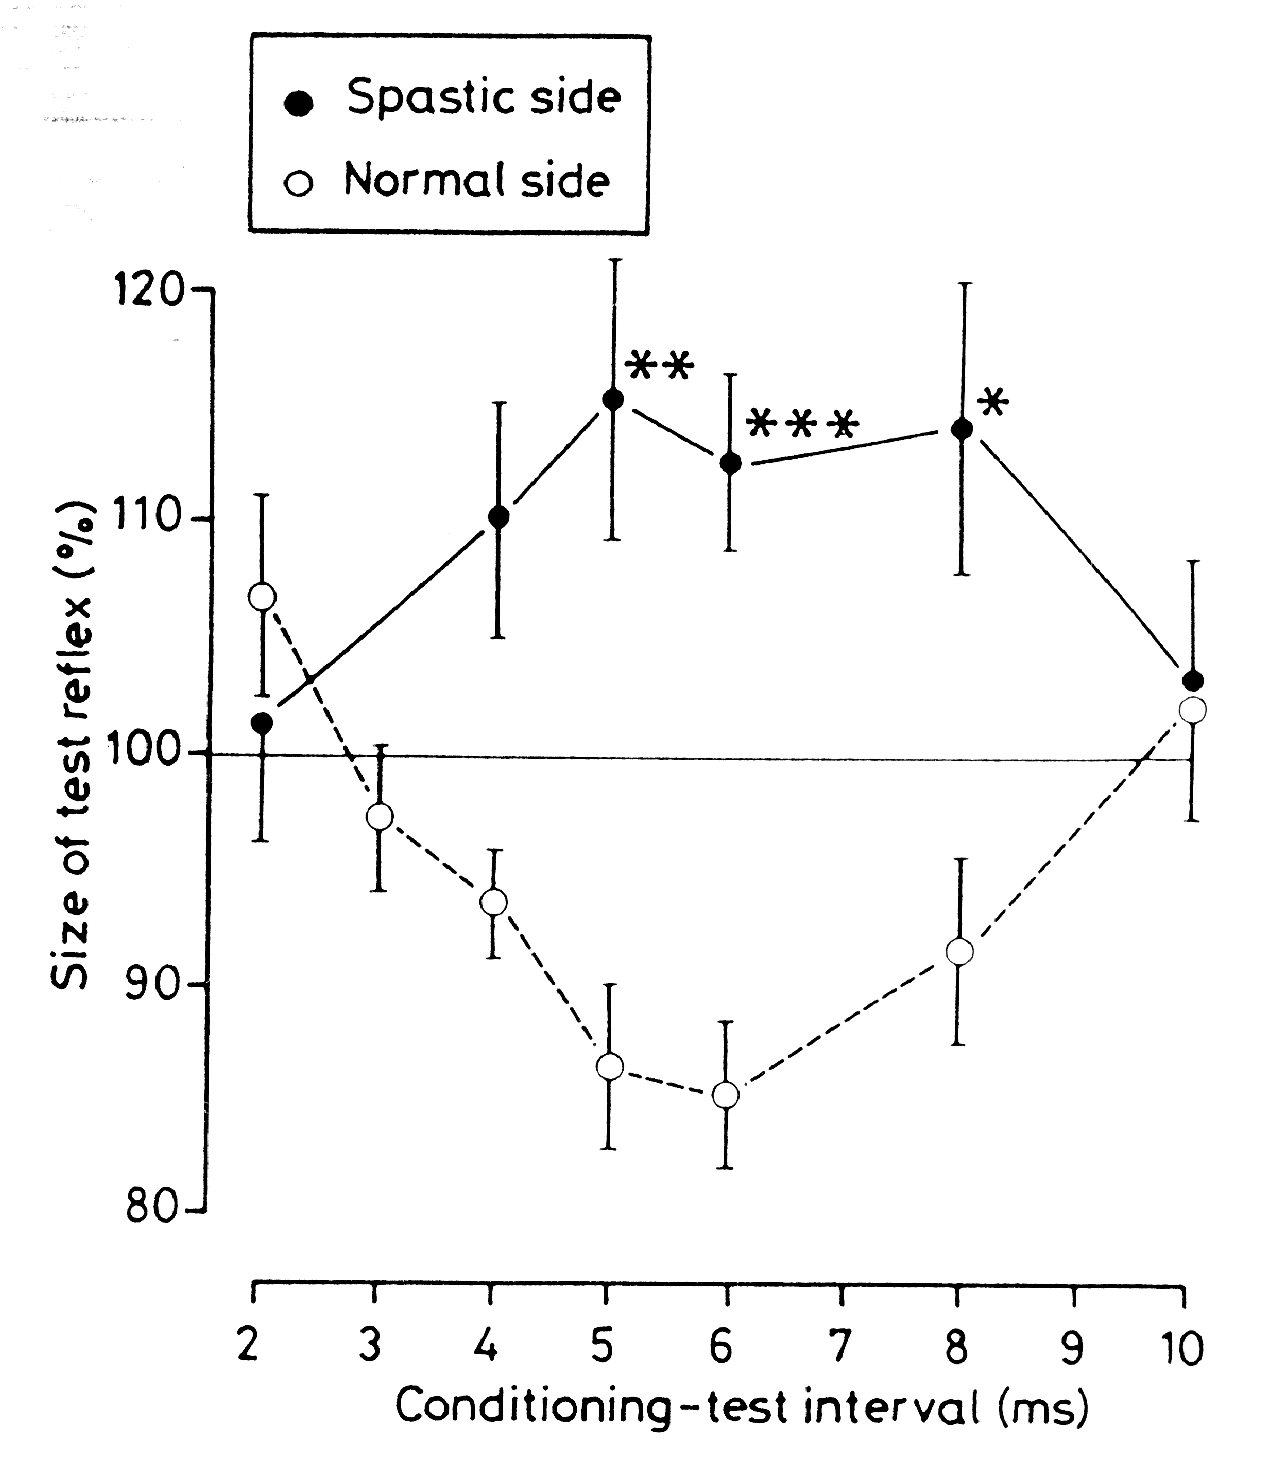 Spastic side
Normal side
120
110
100
90
80
Size of test reflex (%)
**
***
*
2 3 4 5 6 7 8 9 10
Conditioning-test interval (ms)